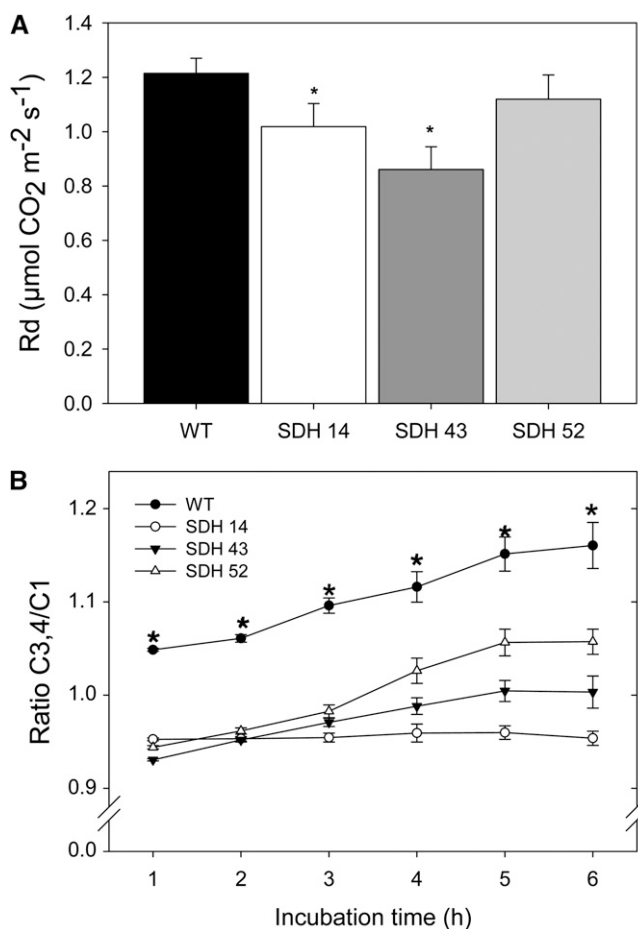 A
Rd (µmol CO2 m-2 s-1)
1.4
1.2
1.0
0.8
0.6
0.4
0.2
0.0
*
*
WT
SDH 14
SDH 43
SDH 52
B
Ratio C3,4/C1
1.2
1.1
1.0
0.9
0.0
WT
SDH 14
SDH 43
SDH 52
*
*
*
*
*
*
1
2
3
4
5
6
Incubation time (h)